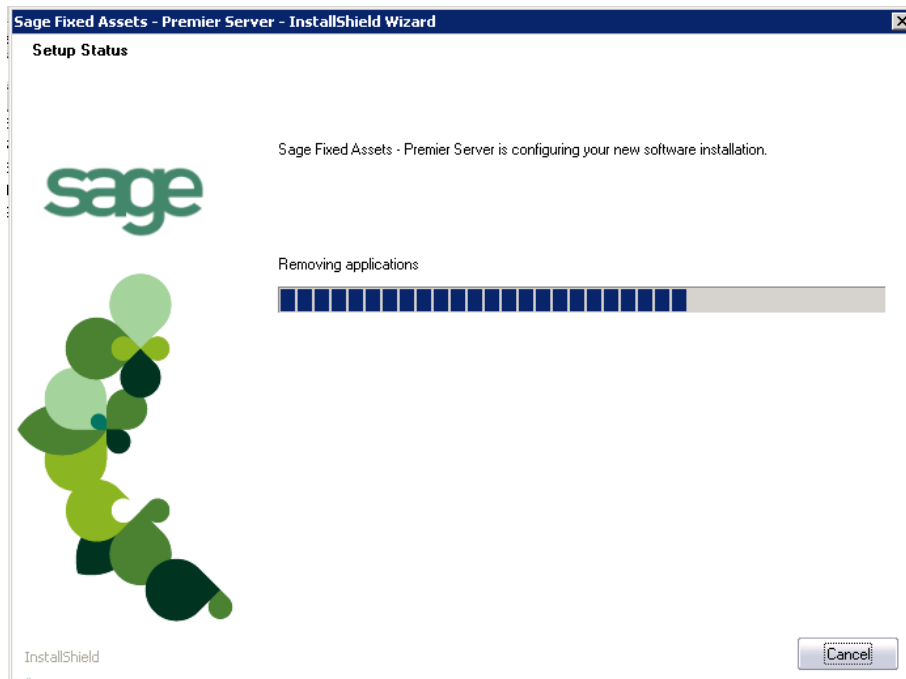 Sage Fixed Assets - Premier Server - InstallShield Wizard
Setup Status
Sage Fixed Assets - Premier Server is configuring your new software installation.
sage
Removing applications
InstallShield
Cancel